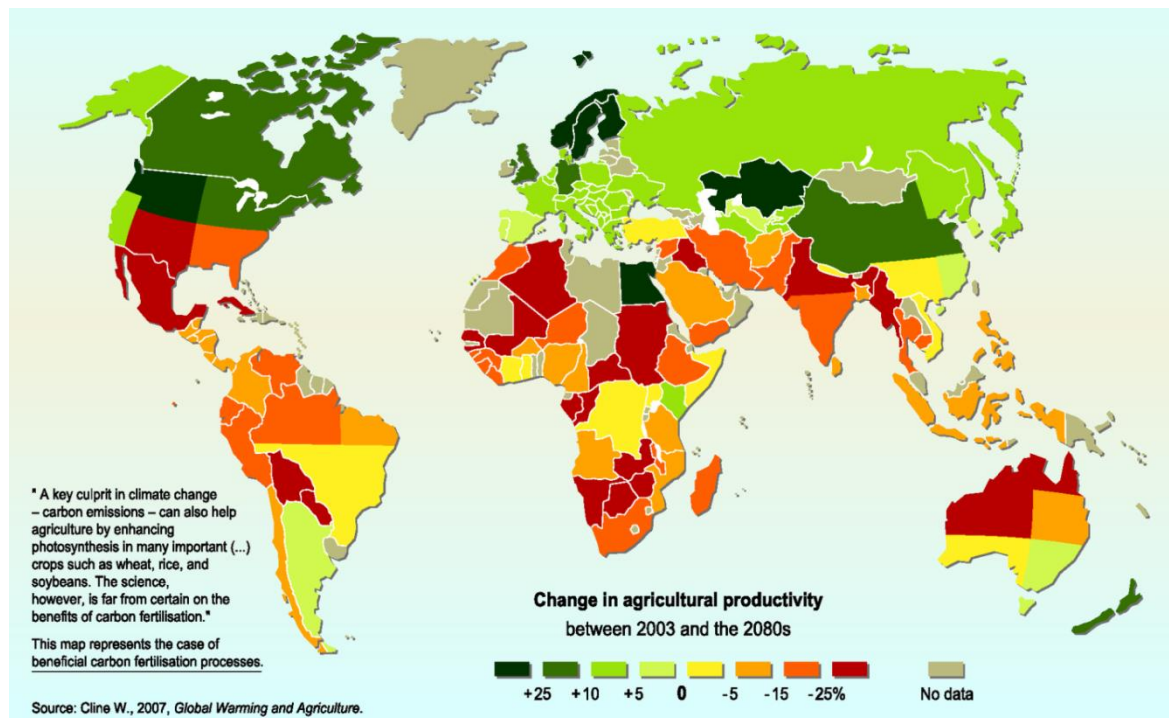 " A key culprit in climate change
– carbon emissions – can also help
agriculture by enhancing
photosynthesis in many important (...)
crops such as wheat, rice, and
soybeans. The science,
however, is far from certain on the
benefits of carbon fertilisation."
This map represents the case of
beneficial carbon fertilisation processes.
Source: Cline W., 2007, Global Warming and Agriculture.
Change in agricultural productivity
between 2003 and the 2080s
+25 +10 +5 0 -5 -15 -25% No data